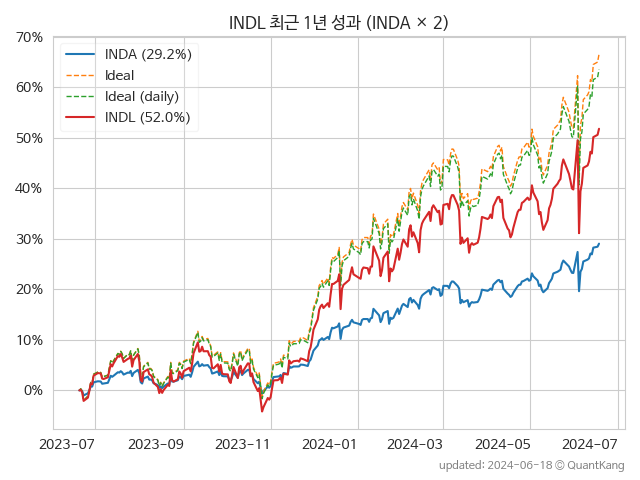 INDL 최근 1년 성과 (INDA × 2)
70%
60%
50%
40%
30%
20%
10%
0%
INDA (29.2%)
Ideal
Ideal (daily)
INDL (52.0%)
2023-07 2023-09 2023-11 2024-01 2024-03 2024-05 2024-07
updated: 2024-06-18 © QuantKang